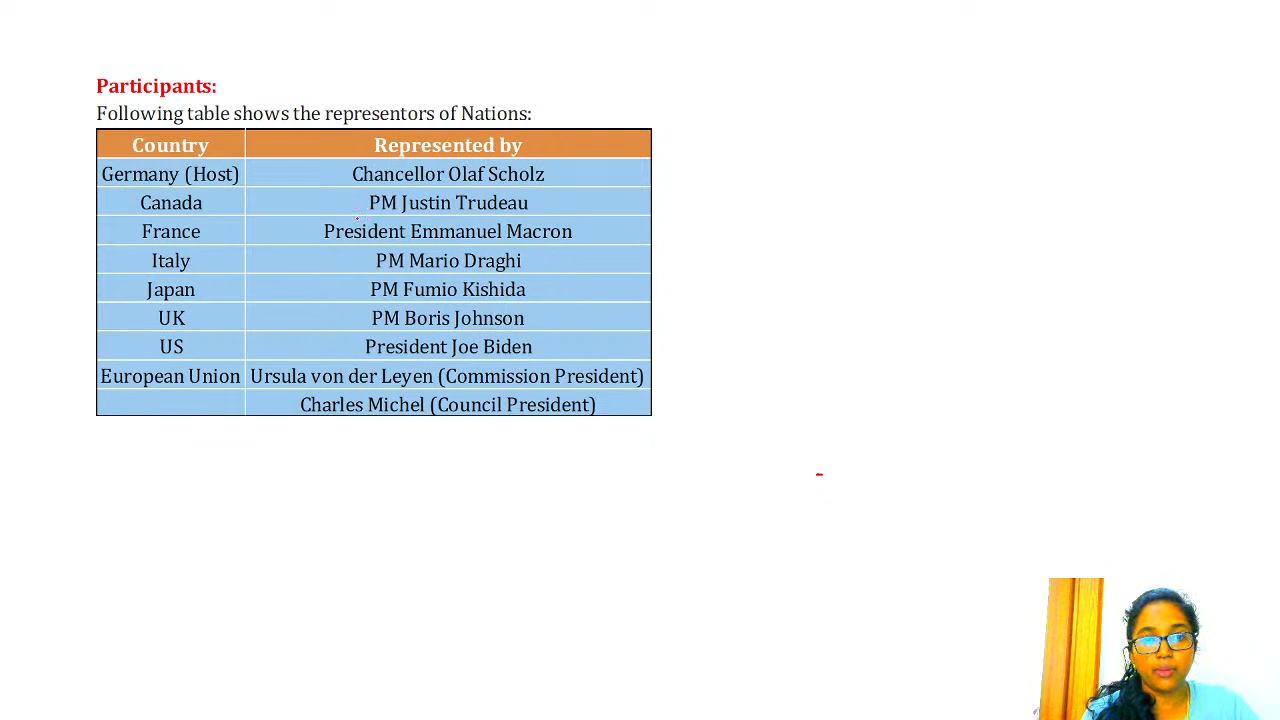 Participants:
Following table shows the representors of Nations:
Country Represented by
Germany (Host) Chancellor Olaf Scholz
Canada PM Justin Trudeau
France President Emmanuel Macron
Italy PM Mario Draghi
Japan PM Fumio Kishida
UK PM Boris Johnson
US President Joe Biden
European Union Ursula von der Leyen (Commission President)
Charles Michel (Council President)